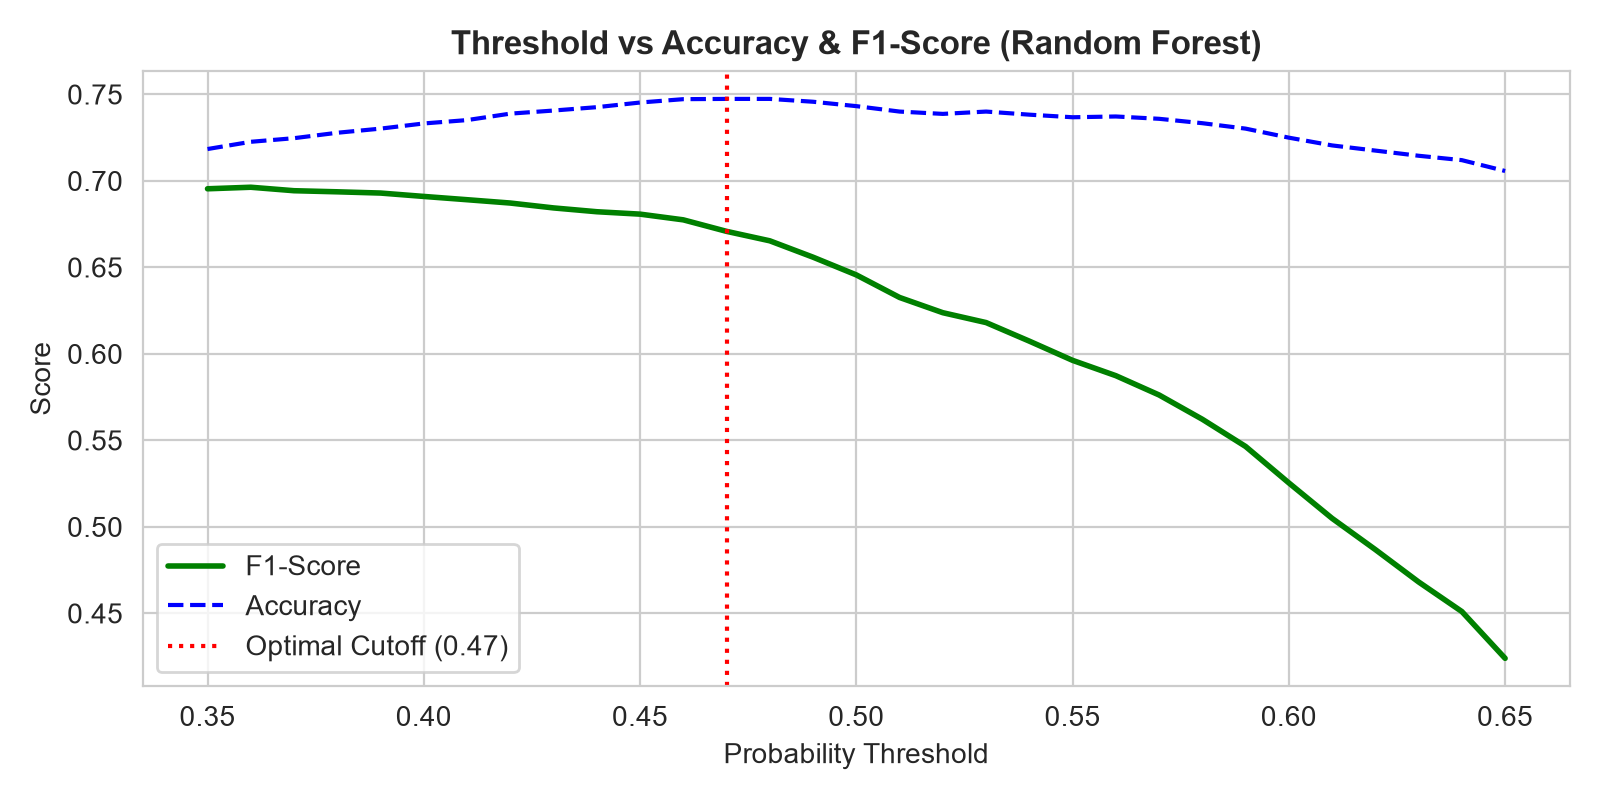 Threshold vs Accuracy & F1-Score (Random Forest)
Score
0.75
0.70
0.65
0.60
0.55
0.50
0.45
F1-Score
Accuracy
Optimal Cutoff (0.47)
0.35 0.40 0.45 0.50 0.55 0.60 0.65
Probability Threshold